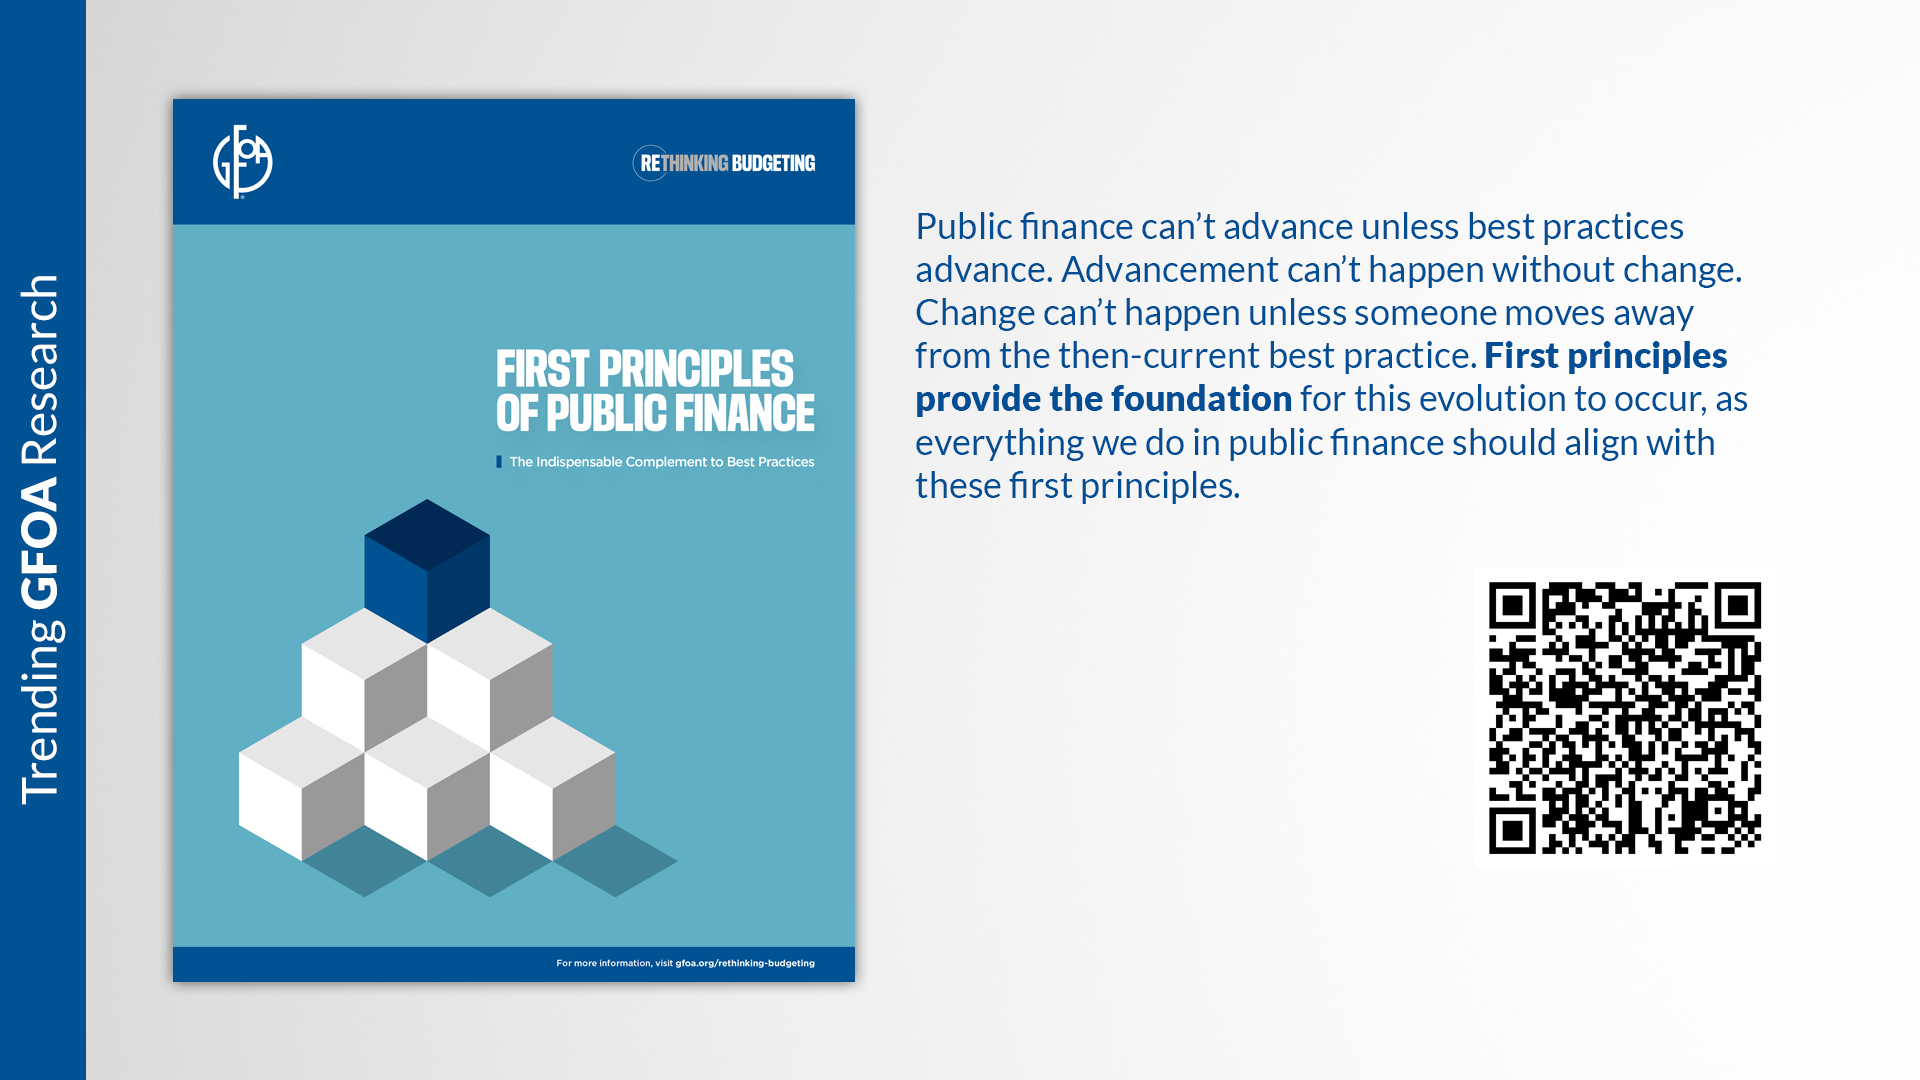 Trending GFOA Research
GFOA
RETHINKING BUDGETING
FIRST PRINCIPLES
OF PUBLIC FINANCE
The Indispensable Complement to Best Practices
For more information, visit gfoa.org/rethinking-budgeting
Public finance can’t advance unless best practices
advance. Advancement can’t happen without change.
Change can’t happen unless someone moves away
from the then-current best practice. First principles
provide the foundation for this evolution to occur, as
everything we do in public finance should align with
these first principles.